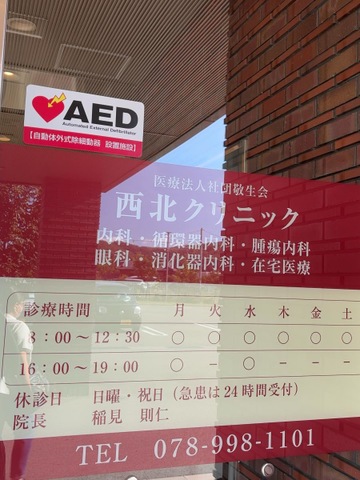 AED
Automated External Defibrillator
【自動体外式除細動器 設置施設】
医療法人社団敬生会
西北クリニック
内科・循環器内科・腫瘍内科
眼科・消化器内科・在宅医療
診療時間 月 火 水 木 金 土
8：00～12：30 ○ ○ ○ ○ ○ ○
16：00～19：00 ○ － ○ － － －
休診日 日曜・祝日（急患は24時間受付）
院長 稲見 則仁
TEL 078-998-1101